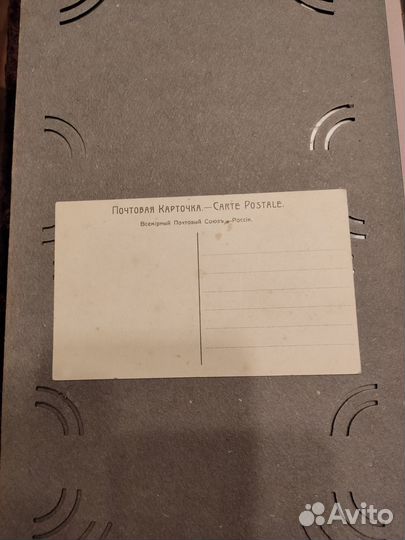 Почтовая Карточка.—Carte Postale.
Всемірный Почтовый Союзъ.—Россія.
Avito